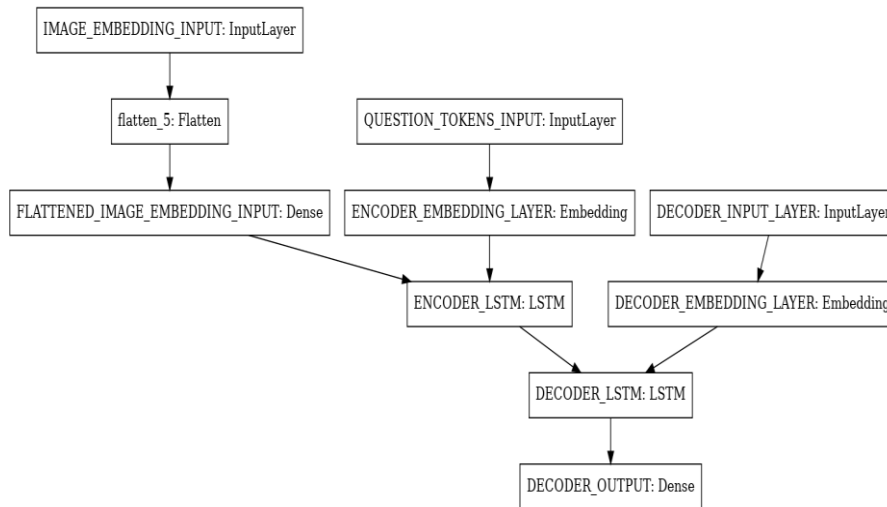 IMAGE_EMBEDDING_INPUT: InputLayer
flatten_5: Flatten
QUESTION_TOKENS_INPUT: InputLayer
FLATTENED_IMAGE_EMBEDDING_INPUT: Dense
ENCODER_EMBEDDING_LAYER: Embedding
DECODER_INPUT_LAYER: InputLayer
ENCODER_LSTM: LSTM
DECODER_EMBEDDING_LAYER: Embedding
DECODER_LSTM: LSTM
DECODER_OUTPUT: Dense